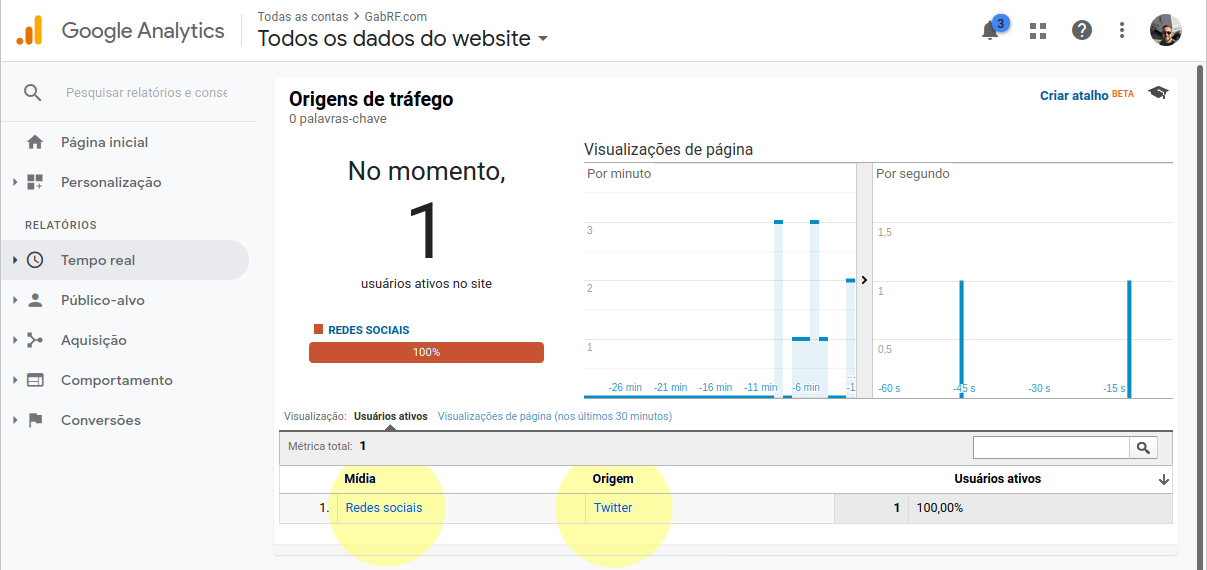 Google Analytics
Todas as contas > GabRF.com
Todos os dados do website
3
Pesquisar relatórios e conse
Página inicial
Personalização
RELATÓRIOS
Tempo real
Público-alvo
Aquisição
Comportamento
Conversões
Origens de tráfego
0 palavras-chave
Criar atalho BETA
No momento,
1
usuários ativos no site
REDES SOCIAIS
100%
Visualizações de página
Por minuto
3
2
1
-26 min -21 min -16 min -11 min -6 min -1
Por segundo
1,5
1
0,5
-60 s -45 s -30 s -15 s
Visualização: Usuários ativos Visualizações de página (nos últimos 30 minutos)
Métrica total: 1
Mídia Origem Usuários ativos
1. Redes sociais Twitter 1 100,00%